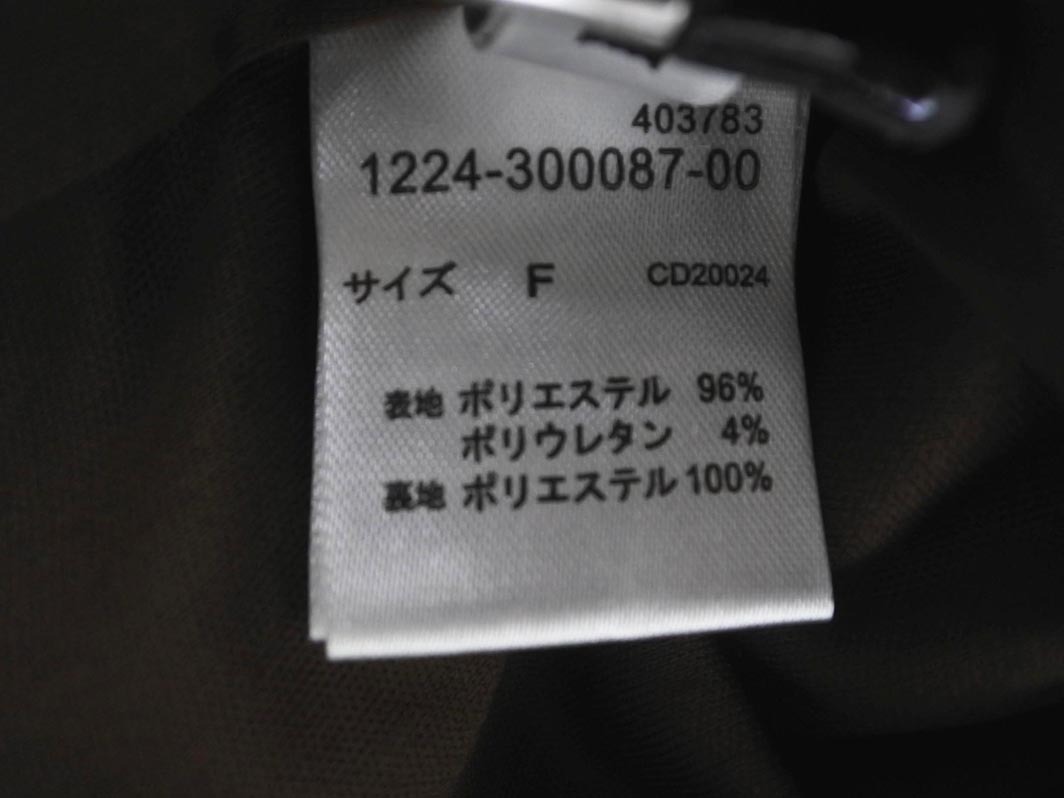 403783
1224-300087-00
サイズ F CD20024
表地 ポリエステル 96%
ポリウレタン 4%
裏地 ポリエステル 100%